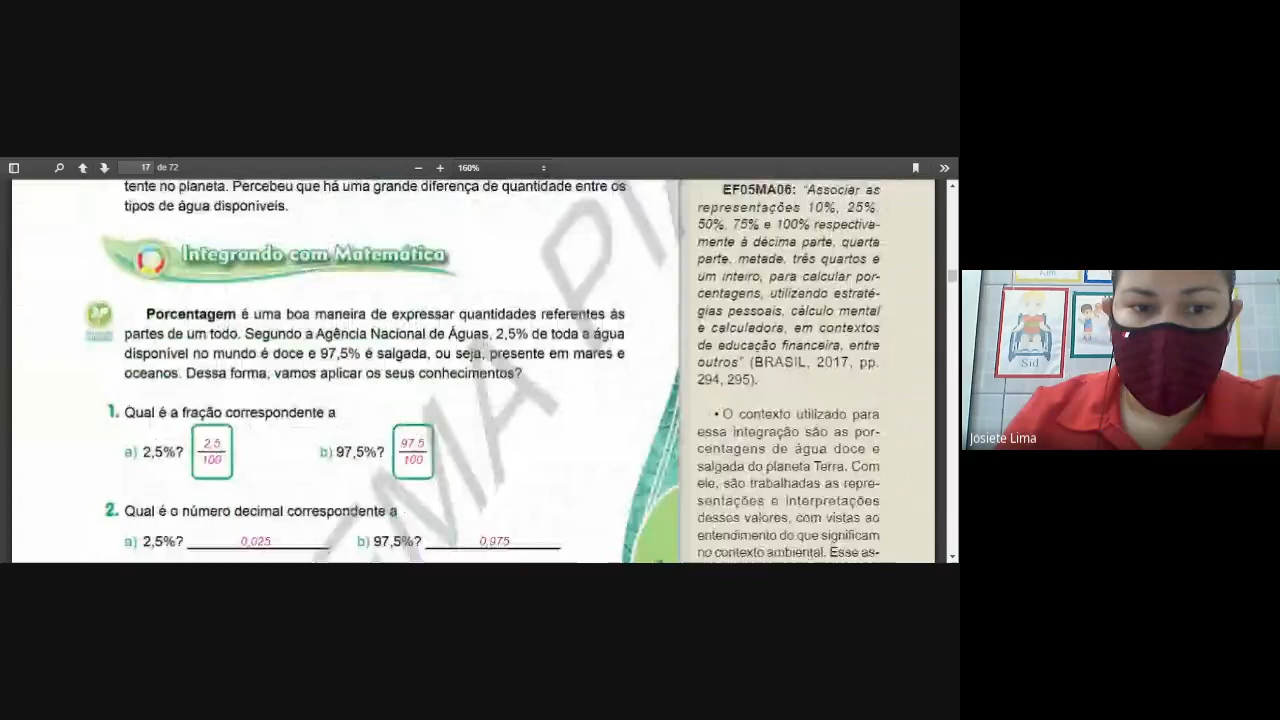 17 de 72
160%
tente no planeta. Percebeu que há uma grande diferença de quantidade entre os
tipos de água disponíveis.
Integrando com Matemática
Porcentagem é uma boa maneira de expressar quantidades referentes às
partes de um todo. Segundo a Agência Nacional de Águas, 2,5% de toda a água
disponível no mundo é doce e 97,5% é salgada, ou seja, presente em mares e
oceanos. Dessa forma, vamos aplicar os seus conhecimentos?
1. Qual é a fração correspondente a
a) 2,5%? 2,5/100 b) 97,5%? 97,5/100
2. Qual é o número decimal correspondente a
a) 2,5%? 0,025 b) 97,5%? 0,975
EF05MA06: "Associar as
representações 10%, 25%,
50%, 75% e 100% respectiva-
mente à décima parte, quarta
parte, metade, três quartos e
um inteiro, para calcular por-
centagens, utilizando estraté-
gias pessoais, cálculo mental
e calculadora, em contextos
de educação financeira, entre
outros" (BRASIL, 2017, pp.
294, 295).
• O contexto utilizado para
essa integração são as por-
centagens de água doce e
salgada do planeta Terra. Com
ele, são trabalhadas as repre-
sentações e interpretações
desses valores, com vistas ao
entendimento do que significam
no contexto ambiental. Esse as-
Sid
Josiete Lima